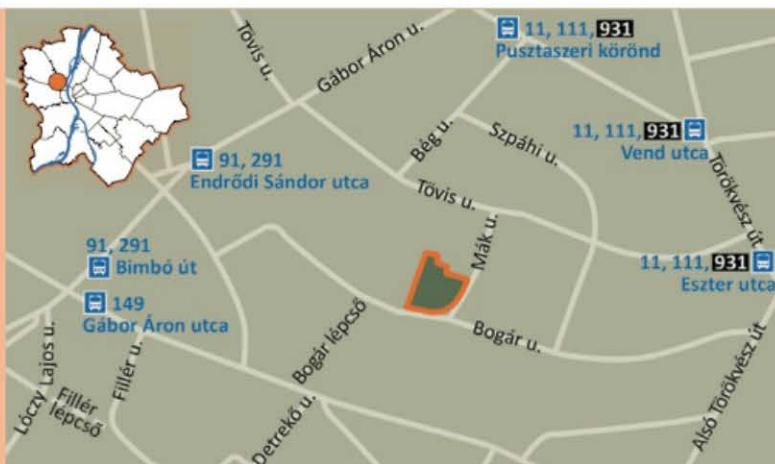 Tövis u.
Gábor Áron u.
11, 111, 931
Pusztaszeri körönd
Bég u.
Szpáhi u.
11, 111, 931
Vend utca
Törökvész út
91, 291
Endrődi Sándor utca
Tövis u.
Mák u.
91, 291
Bimbó út
11, 111, 931
Eszter utca
149
Gábor Áron utca
Bogár lépcső
Bogár u.
Lóczy Lajos u.
Fillér
lépcső
Fillér u.
Detrekő u.
Alsó Törökvész út